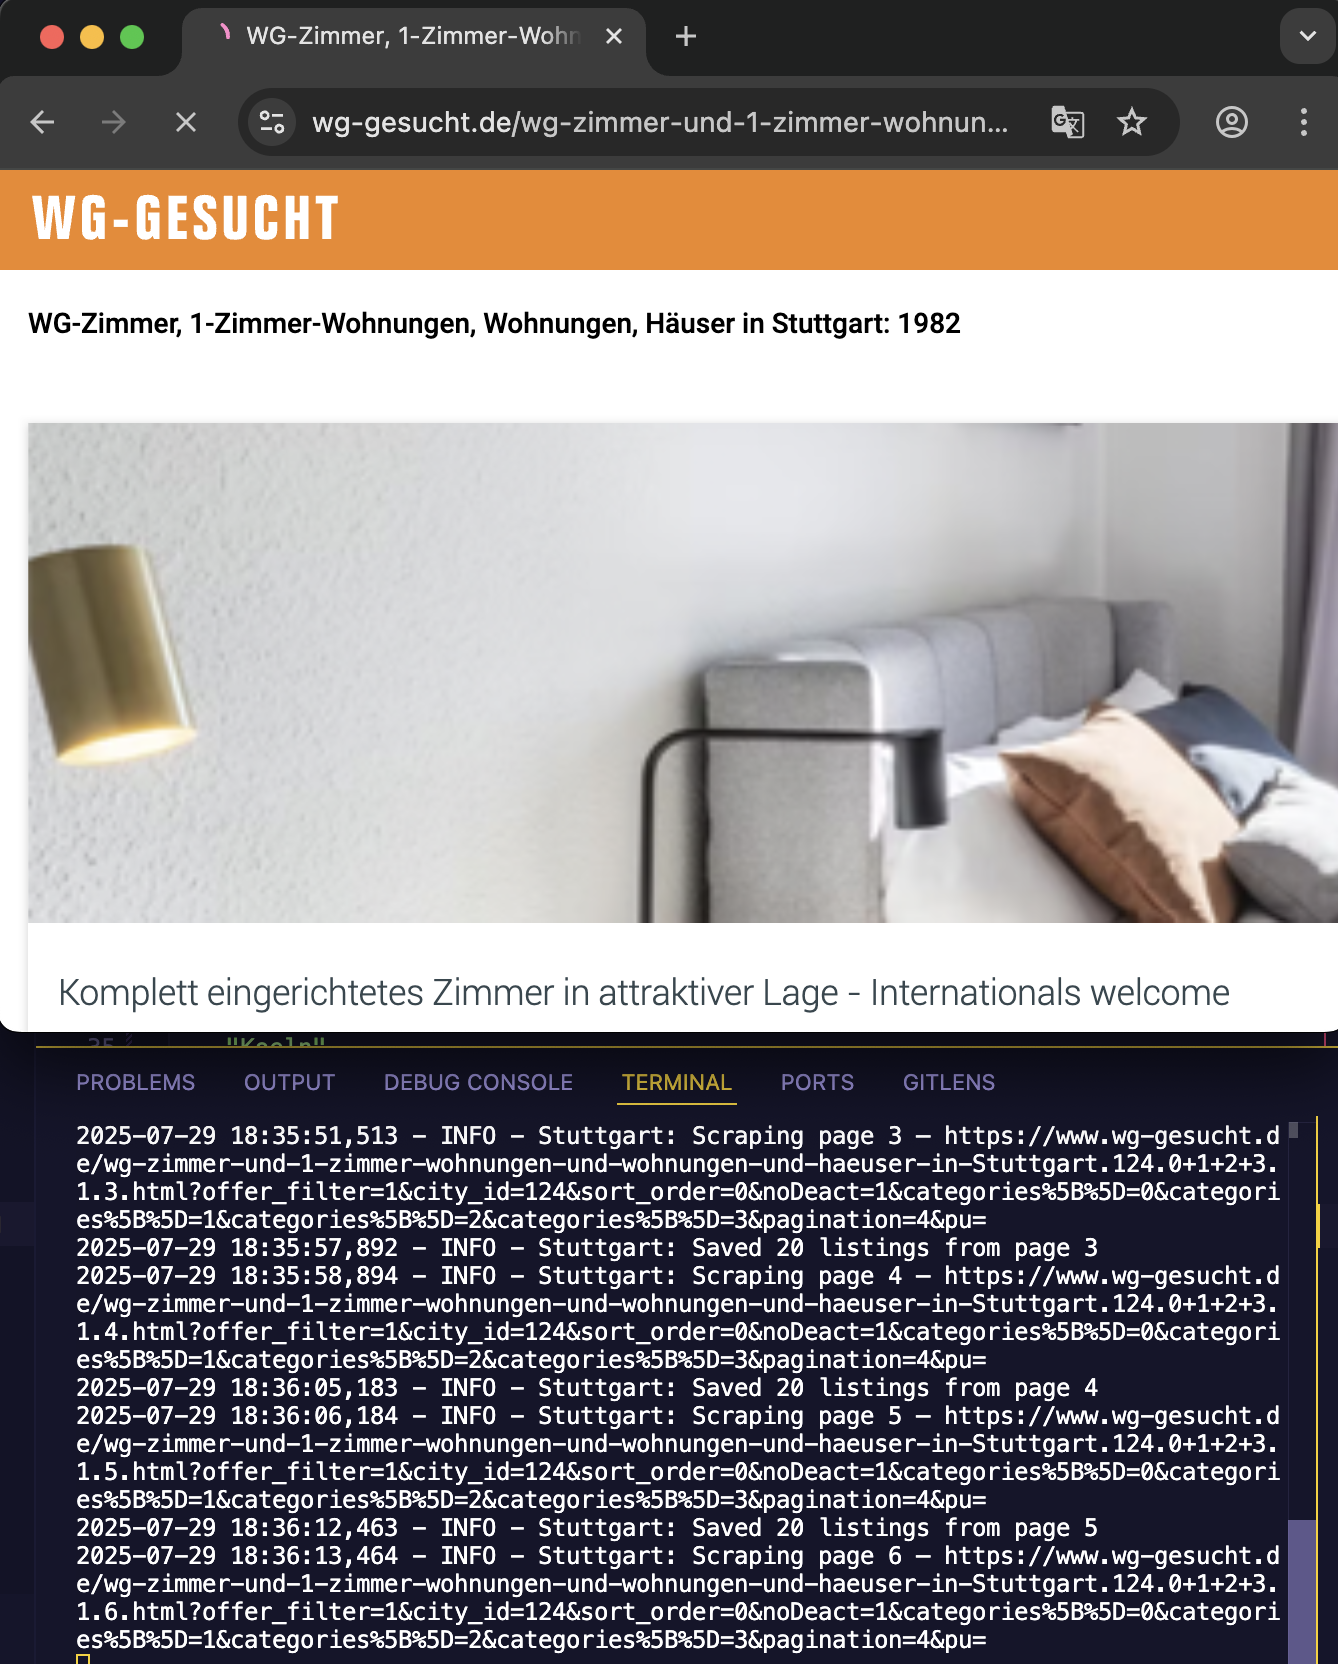 WG-Zimmer, 1-Zimmer-Wohn
wg-gesucht.de/wg-zimmer-und-1-zimmer-wohnun...
WG-GESUCHT
WG-Zimmer, 1-Zimmer-Wohnungen, Wohnungen, Häuser in Stuttgart: 1982
Komplett eingerichtetes Zimmer in attraktiver Lage - Internationals welcome
35 "Koeln"
PROBLEMS OUTPUT DEBUG CONSOLE TERMINAL PORTS GITLENS
2025-07-29 18:35:51,513 - INFO - Stuttgart: Scraping page 3 — https://www.wg-gesucht.d
e/wg-zimmer-und-1-zimmer-wohnungen-und-wohnungen-und-haeuser-in-Stuttgart.124.0+1+2+3.
1.3.html?offer_filter=1&city_id=124&sort_order=0&noDeact=1&categories%5B%5D=0&categori
es%5B%5D=1&categories%5B%5D=2&categories%5B%5D=3&pagination=4&pu=
2025-07-29 18:35:57,892 - INFO - Stuttgart: Saved 20 listings from page 3
2025-07-29 18:35:58,894 - INFO - Stuttgart: Scraping page 4 — https://www.wg-gesucht.d
e/wg-zimmer-und-1-zimmer-wohnungen-und-wohnungen-und-haeuser-in-Stuttgart.124.0+1+2+3.
1.4.html?offer_filter=1&city_id=124&sort_order=0&noDeact=1&categories%5B%5D=0&categori
es%5B%5D=1&categories%5B%5D=2&categories%5B%5D=3&pagination=4&pu=
2025-07-29 18:36:05,183 - INFO - Stuttgart: Saved 20 listings from page 4
2025-07-29 18:36:06,184 - INFO - Stuttgart: Scraping page 5 — https://www.wg-gesucht.d
e/wg-zimmer-und-1-zimmer-wohnungen-und-wohnungen-und-haeuser-in-Stuttgart.124.0+1+2+3.
1.5.html?offer_filter=1&city_id=124&sort_order=0&noDeact=1&categories%5B%5D=0&categori
es%5B%5D=1&categories%5B%5D=2&categories%5B%5D=3&pagination=4&pu=
2025-07-29 18:36:12,463 - INFO - Stuttgart: Saved 20 listings from page 5
2025-07-29 18:36:13,464 - INFO - Stuttgart: Scraping page 6 — https://www.wg-gesucht.d
e/wg-zimmer-und-1-zimmer-wohnungen-und-wohnungen-und-haeuser-in-Stuttgart.124.0+1+2+3.
1.6.html?offer_filter=1&city_id=124&sort_order=0&noDeact=1&categories%5B%5D=0&categori
es%5B%5D=1&categories%5B%5D=2&categories%5B%5D=3&pagination=4&pu=